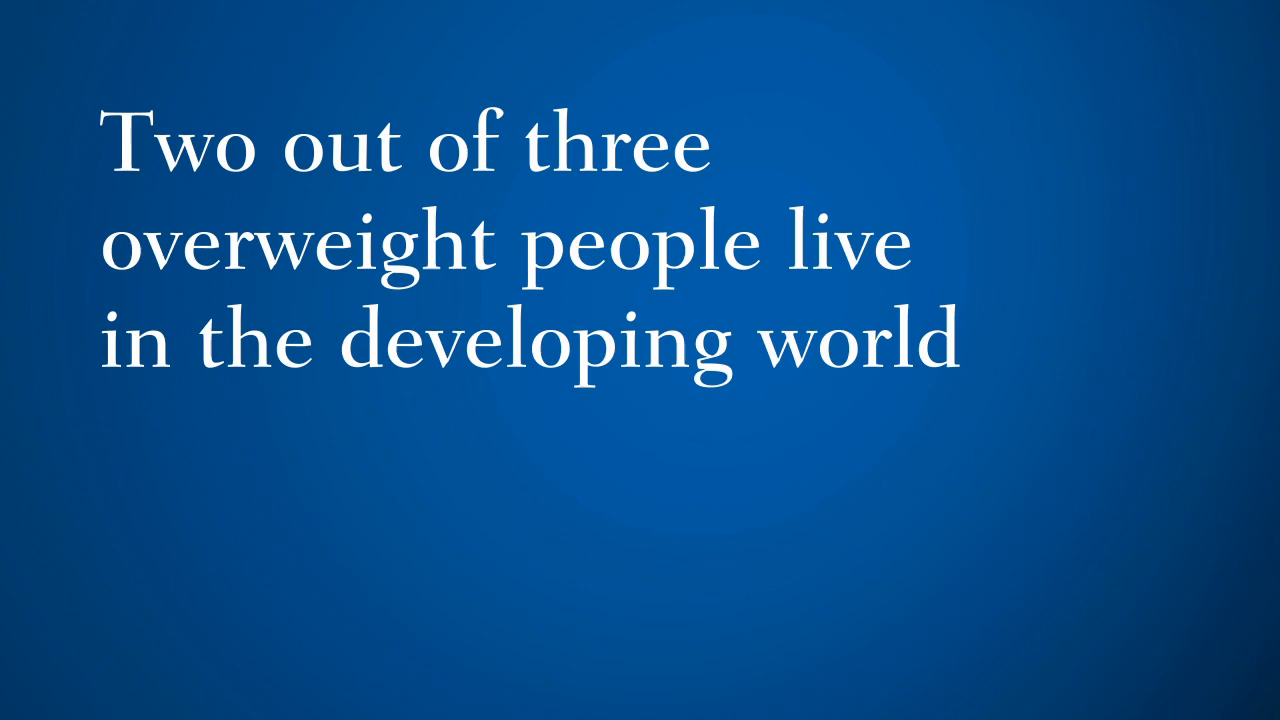 Two out of three
overweight people live
in the developing world